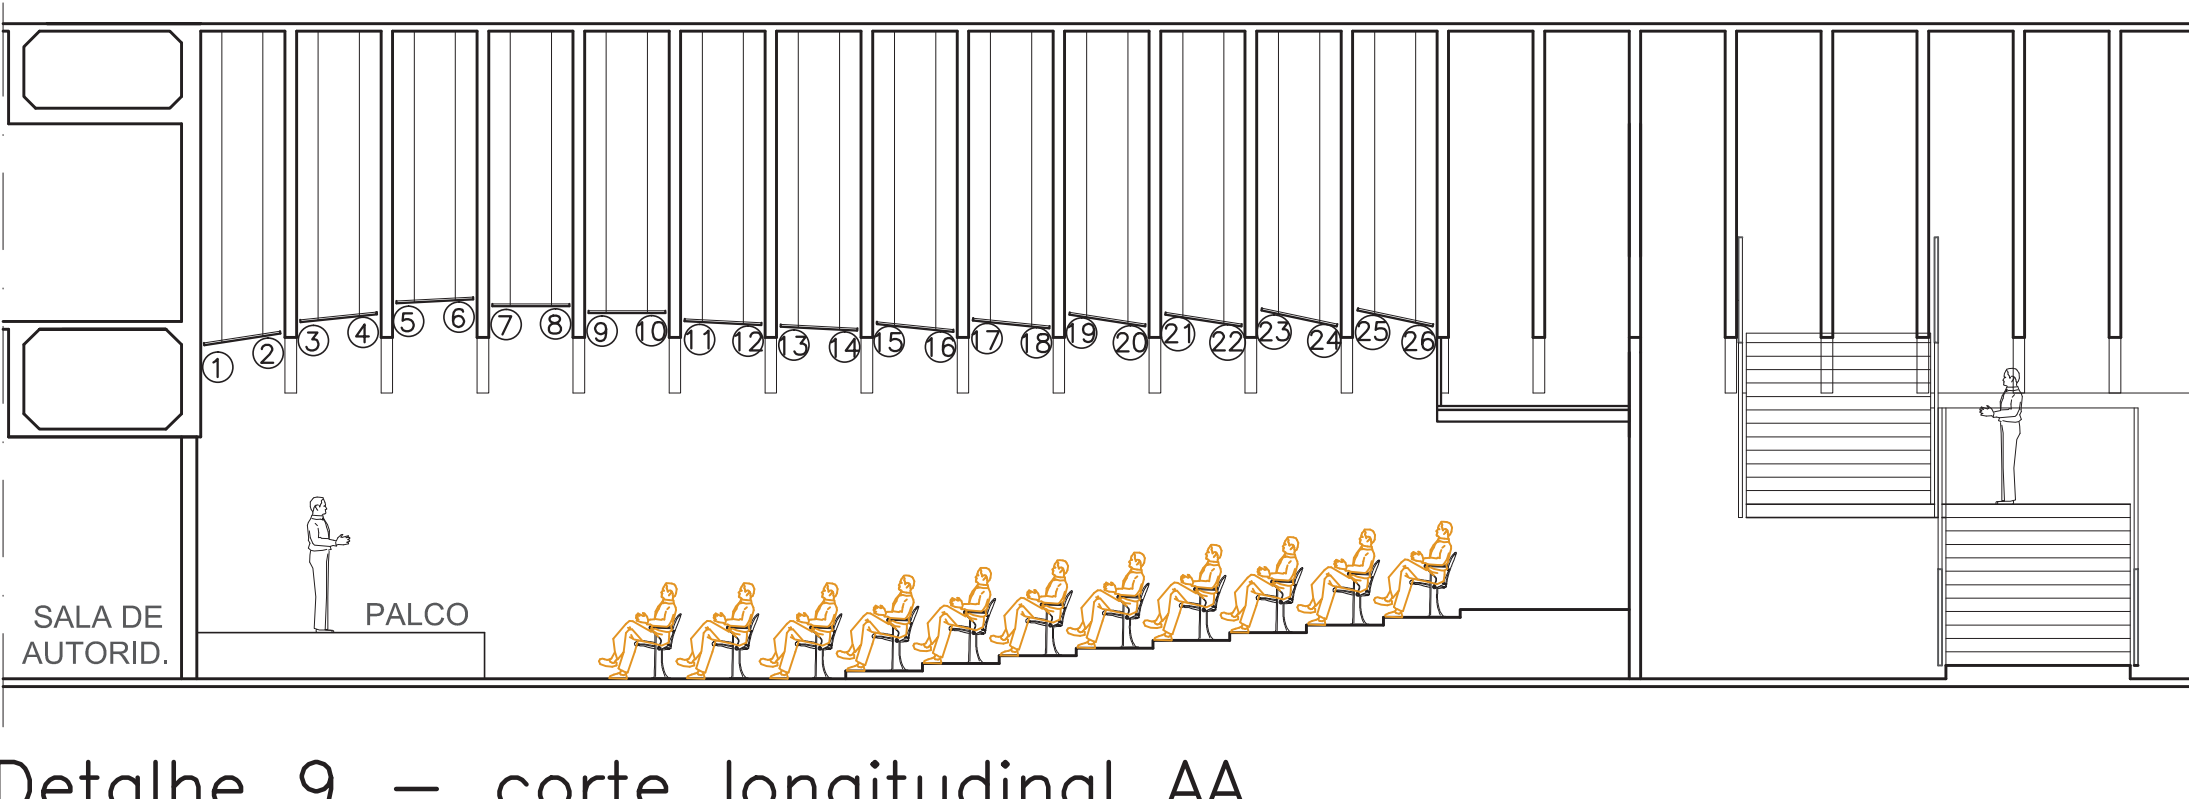 1 2 3 4 5 6 7 8 9 10 11 12 13 14 15 16 17 18 19 20 21 22 23 24 25 26
SALA DE
AUTORID.
PALCO
Detalhe 9 – corte longitudinal AA